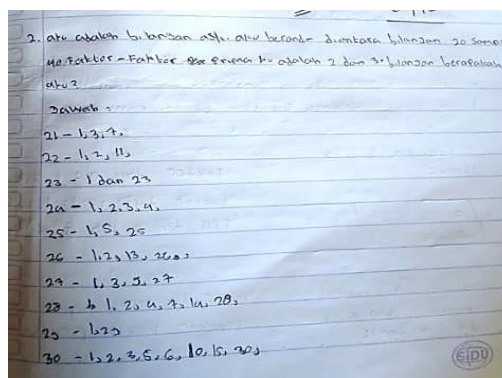 2. aku adalah bilangan asli. aku berada diantara bilangan 20 sampai
40 Faktor-Faktor prima ku adalah 2 dan 3. bilangan berapakah
aku?
Jawab :
21 - 1, 3, 7,
22 - 1, 2, 11,
23 - 1 dan 23
24 - 1, 2, 3, 4,
25 - 1, 5, 25
26 - 1, 2, 13, 26,
27 - 1, 3, 9, 27
28 - 1, 2, 4, 7, 14, 28,
29 - 1, 29
30 - 1, 2, 3, 5, 6, 10, 15, 30,
SIDU